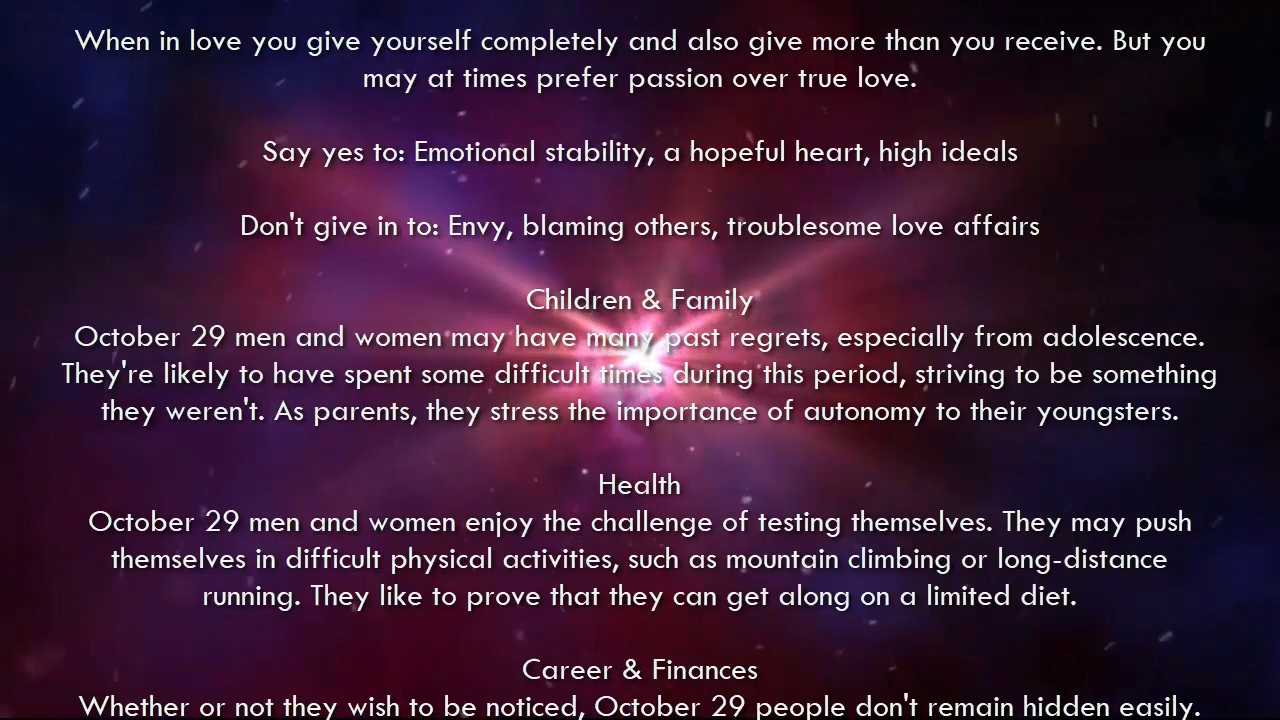 When in love you give yourself completely and also give more than you receive. But you
may at times prefer passion over true love.
Say yes to: Emotional stability, a hopeful heart, high ideals
Don't give in to: Envy, blaming others, troublesome love affairs
Children & Family
October 29 men and women may have many past regrets, especially from adolescence.
They're likely to have spent some difficult times during this period, striving to be something
they weren't. As parents, they stress the importance of autonomy to their youngsters.
Health
October 29 men and women enjoy the challenge of testing themselves. They may push
themselves in difficult physical activities, such as mountain climbing or long-distance
running. They like to prove that they can get along on a limited diet.
Career & Finances
Whether or not they wish to be noticed, October 29 people don't remain hidden easily.